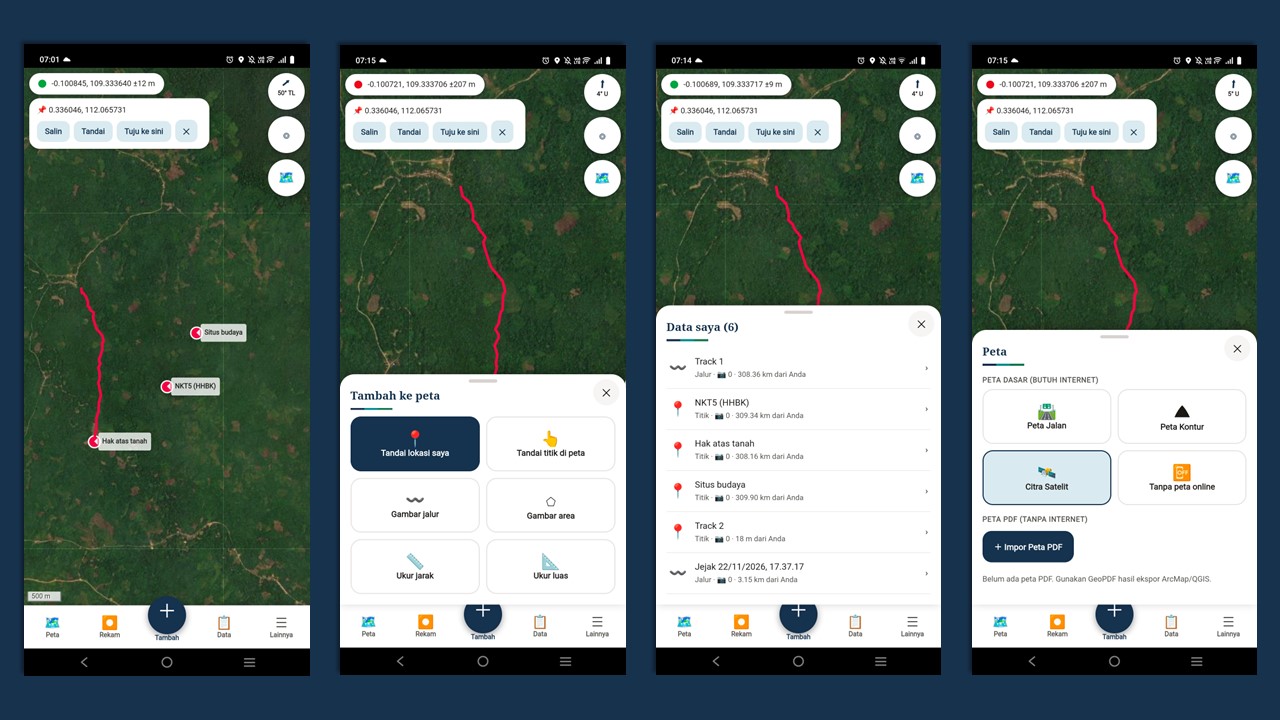 07:01
-0.100845, 109.333640 ±12 m
50° TL
0.336046, 112.065731
Salin Tandai Tuju ke sini ✕
Situs budaya
NKT5 (HHBK)
Hak atas tanah
500 m
Peta Rekam Tambah Data Lainnya
07:15
-0.100721, 109.333706 ±207 m
4° U
0.336046, 112.065731
Salin Tandai Tuju ke sini ✕
Tambah ke peta
Tandai lokasi saya Tandai titik di peta
Gambar jalur Gambar area
Ukur jarak Ukur luas
Peta Rekam Tambah Data Lainnya
07:14
-0.100689, 109.333717 ±9 m
4° U
0.336046, 112.065731
Salin Tandai Tuju ke sini ✕
Data saya (6)
Track 1
Jalur · 📷 0 · 308.36 km dari Anda
NKT5 (HHBK)
Titik · 📷 0 · 309.34 km dari Anda
Hak atas tanah
Titik · 📷 0 · 308.16 km dari Anda
Situs budaya
Titik · 📷 0 · 309.90 km dari Anda
Track 2
Titik · 📷 0 · 18 m dari Anda
Jejak 22/11/2026, 17.37.17
Jalur · 📷 0 · 3.15 km dari Anda
Peta Rekam Tambah Data Lainnya
07:15
-0.100721, 109.333706 ±207 m
5° U
0.336046, 112.065731
Salin Tandai Tuju ke sini ✕
Peta
PETA DASAR (BUTUH INTERNET)
Peta Jalan Peta Kontur
Citra Satelit Tanpa peta online
PETA PDF (TANPA INTERNET)
+ Impor Peta PDF
Belum ada peta PDF. Gunakan GeoPDF hasil ekspor ArcMap/QGIS.
Peta Rekam Tambah Data Lainnya